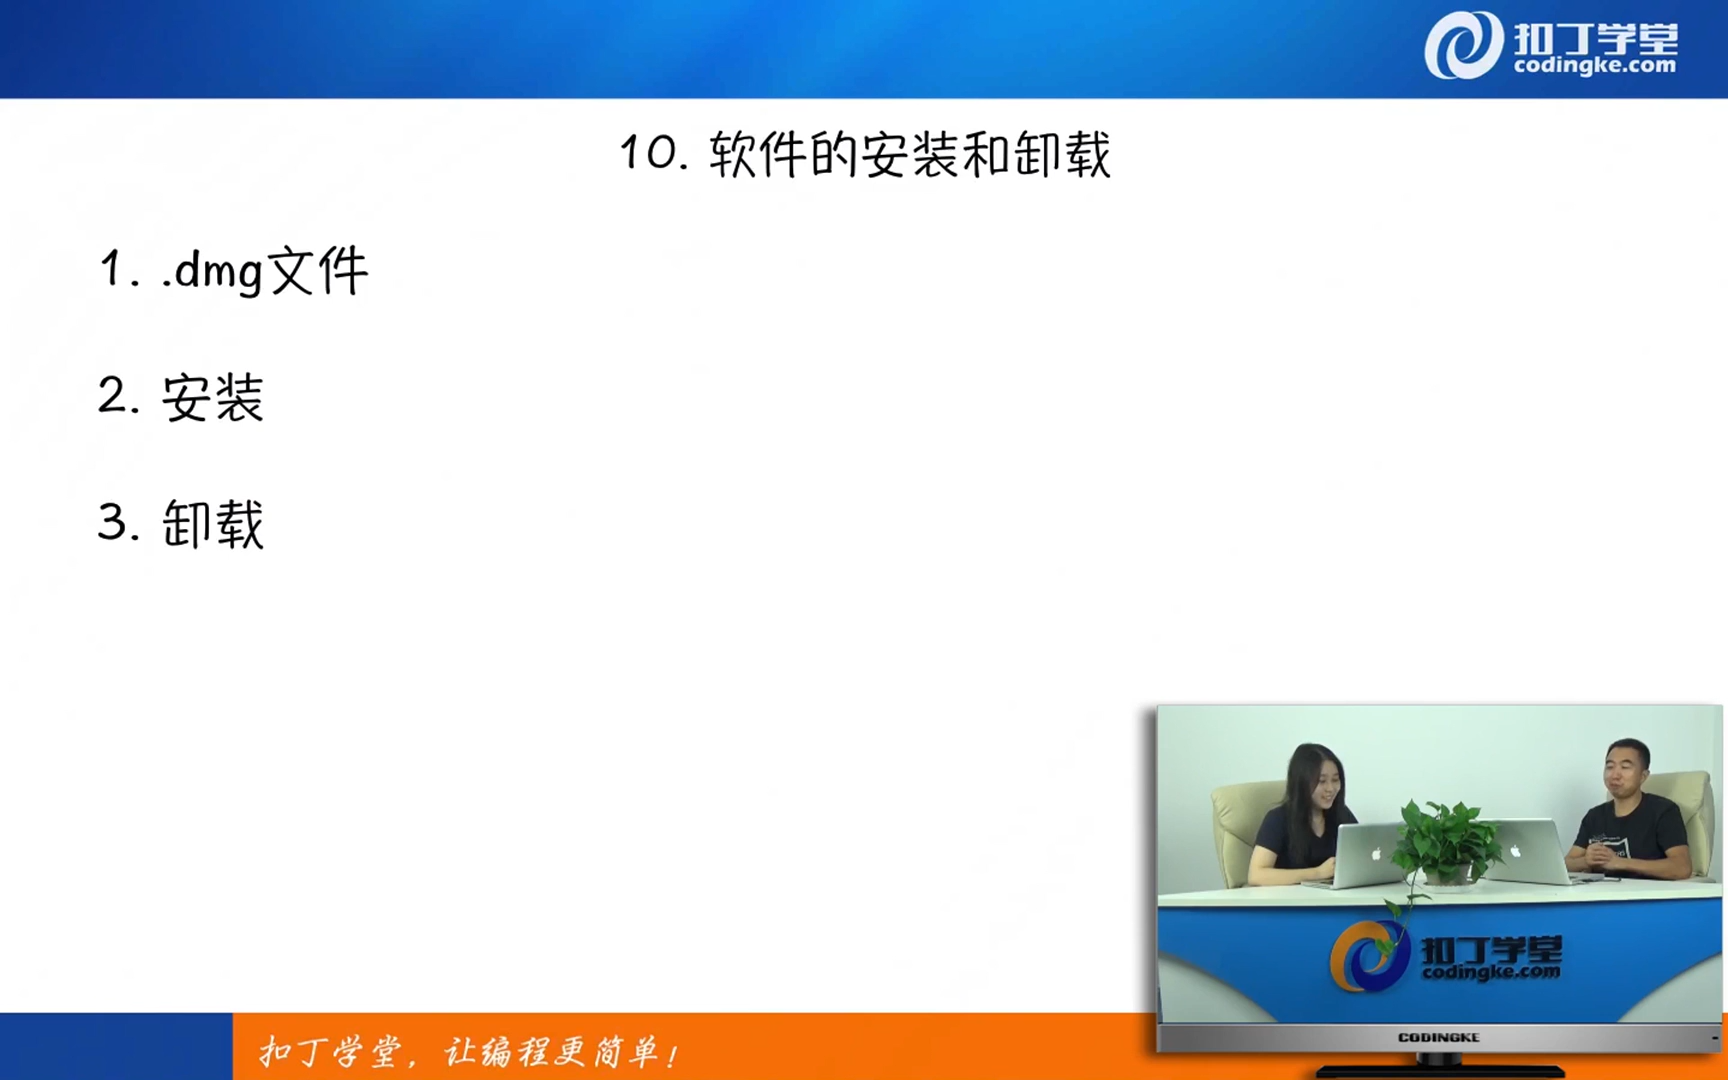 扣丁学堂
codingke.com
10. 软件的安装和卸载
1. .dmg文件
2. 安装
3. 卸载
扣丁学堂
codingke.com
CODINGKE
扣丁学堂，让编程更简单！